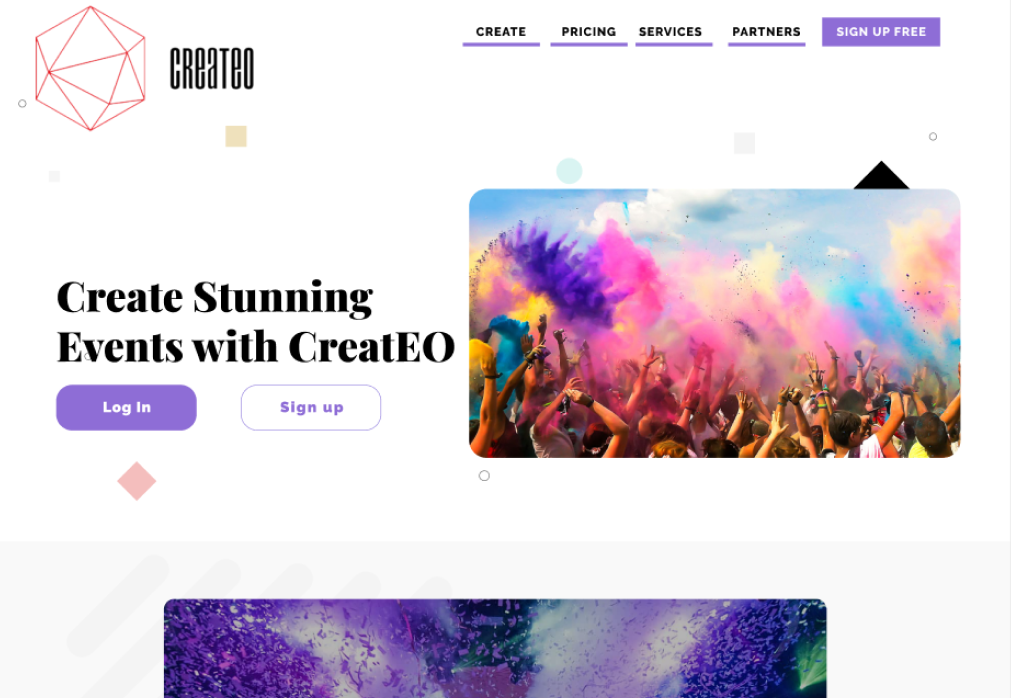 CREATEO
CREATE
PRICING
SERVICES
PARTNERS
SIGN UP FREE
Create Stunning
Events with CreatEO
Log In
Sign up